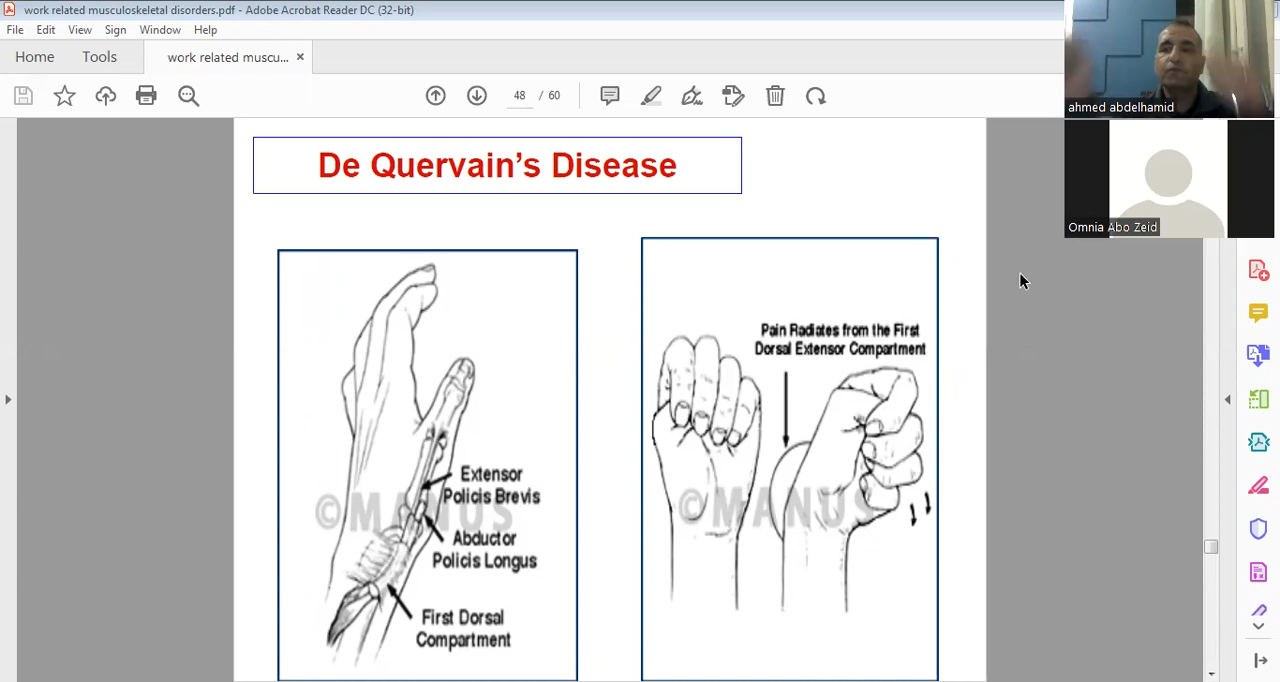 work related musculoskeletal disorders.pdf - Adobe Acrobat Reader DC (32-bit)
File Edit View Sign Window Help
Home Tools work related muscu... ×
48 / 60
ahmed abdelhamid
Omnia Abo Zeid
De Quervain's Disease
Extensor
Policis Brevis
Abductor
Policis Longus
First Dorsal
Compartment
©MANUS
Pain Radiates from the First
Dorsal Extensor Compartment
©MANUS